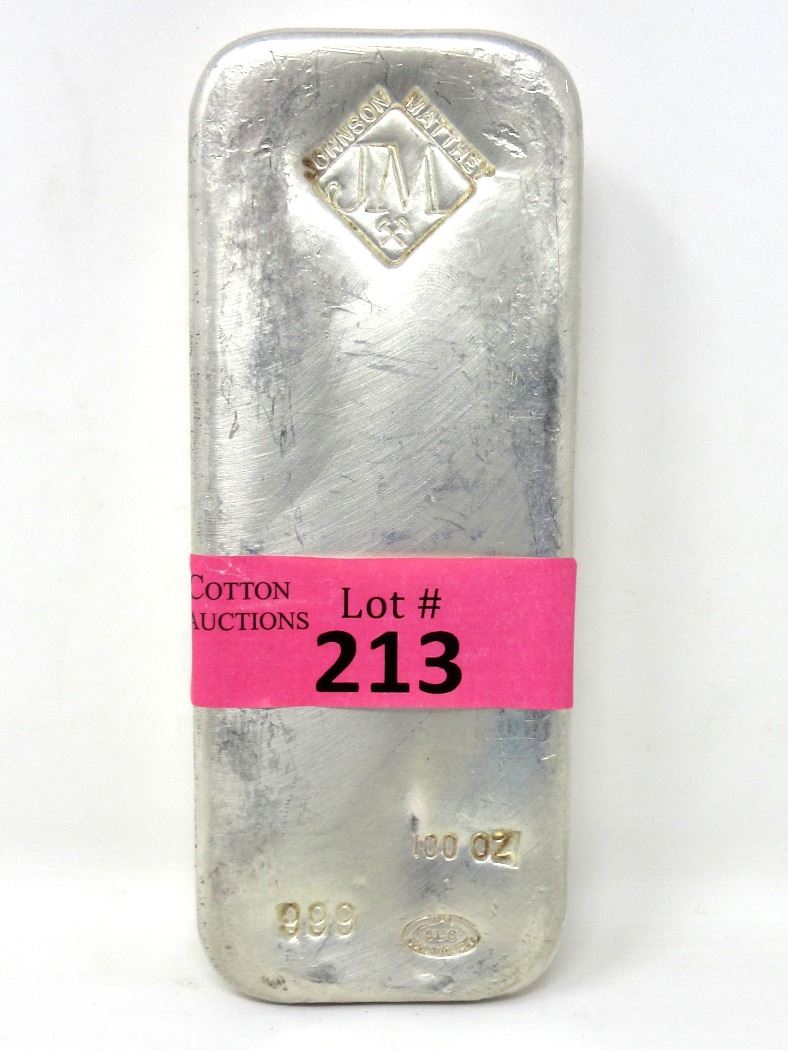 JOHNSON MATTHEY
JM
COTTON
AUCTIONS
Lot #
213
100 OZ
999